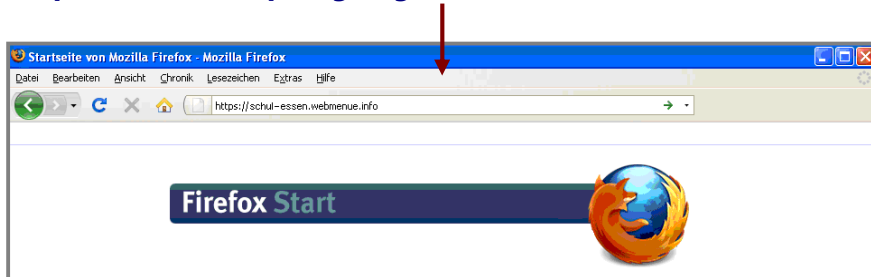 Startseite von Mozilla Firefox - Mozilla Firefox
Datei Bearbeiten Ansicht Chronik Lesezeichen Extras Hilfe
https://schul-essen.webmenue.info
Firefox Start